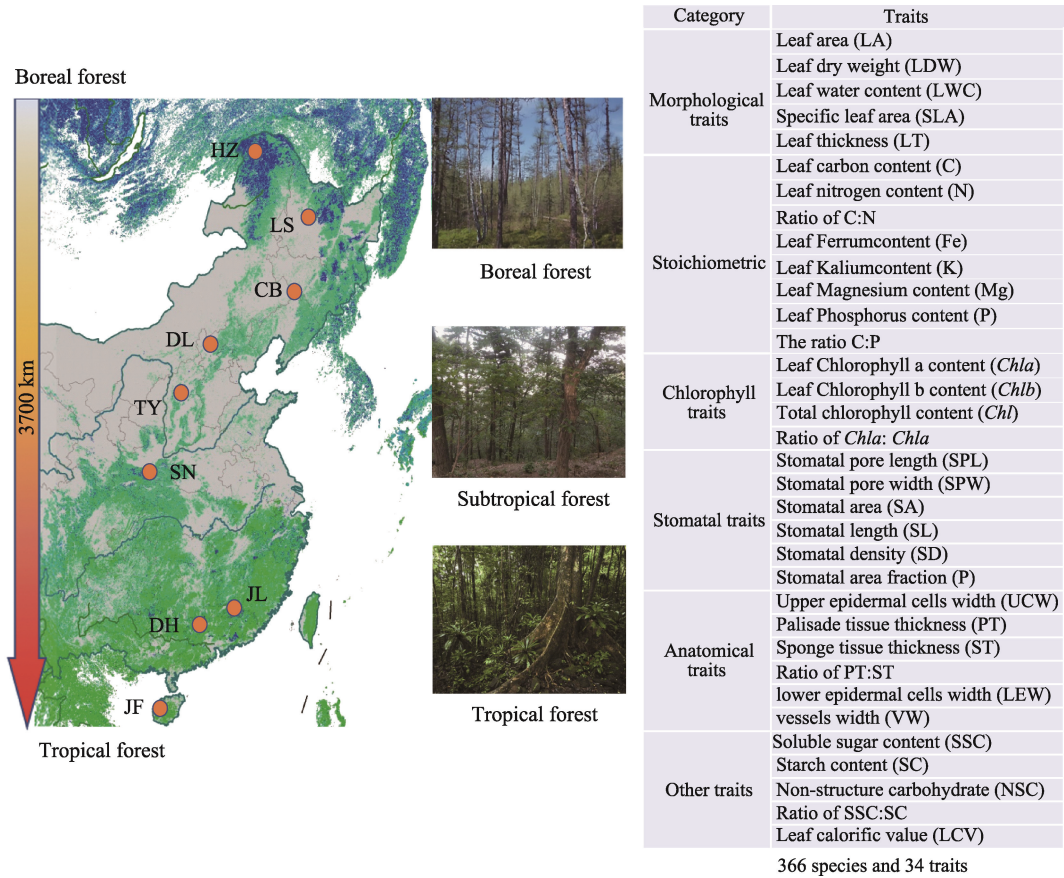 Boreal forest
HZ
LS
CB
DL
TY
SN
JL
DH
JF
3700 km
Tropical forest
Boreal forest
Subtropical forest
Tropical forest
Category Traits
Morphological
traits
Leaf area (LA)
Leaf dry weight (LDW)
Leaf water content (LWC)
Specific leaf area (SLA)
Leaf thickness (LT)
Stoichiometric
Leaf carbon content (C)
Leaf nitrogen content (N)
Ratio of C:N
Leaf Ferrumcontent (Fe)
Leaf Kaliumcontent (K)
Leaf Magnesium content (Mg)
Leaf Phosphorus content (P)
The ratio C:P
Chlorophyll
traits
Leaf Chlorophyll a content (Chla)
Leaf Chlorophyll b content (Chlb)
Total chlorophyll content (Chl)
Ratio of Chla: Chla
Stomatal traits
Stomatal pore length (SPL)
Stomatal pore width (SPW)
Stomatal area (SA)
Stomatal length (SL)
Stomatal density (SD)
Stomatal area fraction (P)
Anatomical
traits
Upper epidermal cells width (UCW)
Palisade tissue thickness (PT)
Sponge tissue thickness (ST)
Ratio of PT:ST
lower epidermal cells width (LEW)
vessels width (VW)
Other traits
Soluble sugar content (SSC)
Starch content (SC)
Non-structure carbohydrate (NSC)
Ratio of SSC:SC
Leaf calorific value (LCV)
366 species and 34 traits